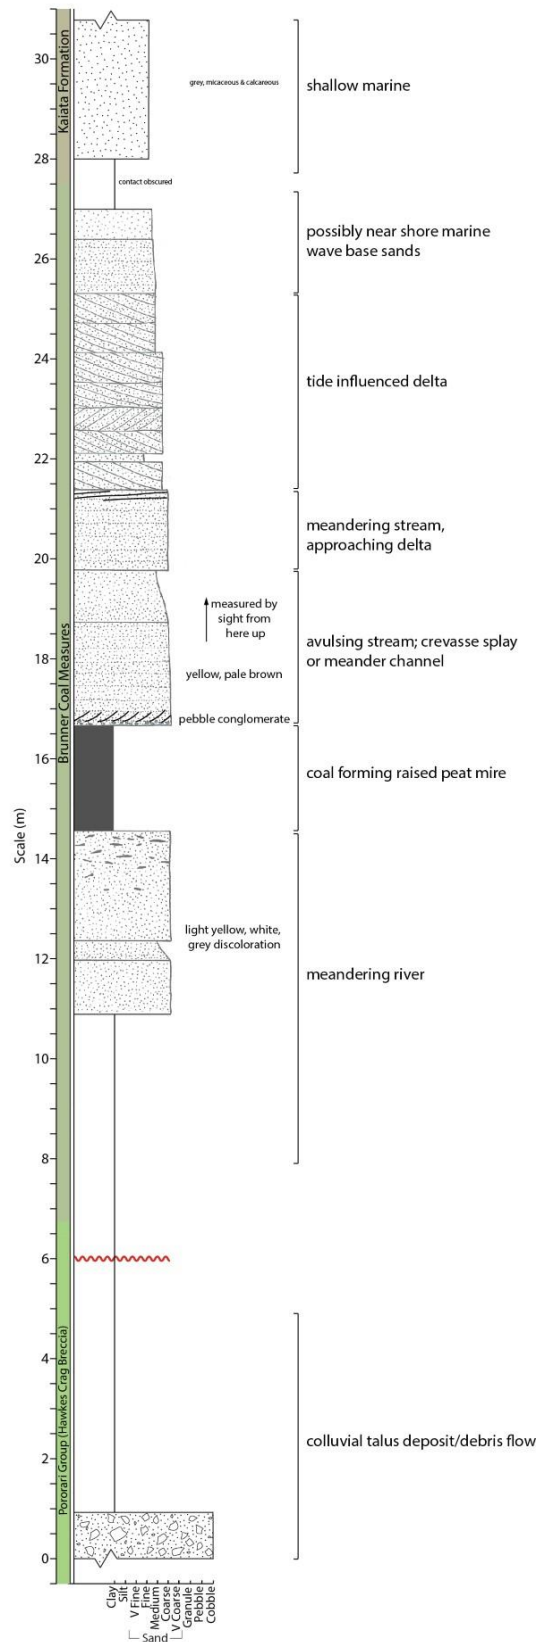 Kaiata Formation
Brunner Coal Measures
Pororari Group (Hawkes Crag Breccia)
Scale (m)
30
28
26
24
22
20
18
16
14
12
10
8
6
4
2
0
grey, micaceous & calcareous
shallow marine
contact obscured
possibly near shore marine
wave base sands
tide influenced delta
meandering stream,
approaching delta
measured by
sight from
here up
avulsing stream; crevasse splay
or meander channel
yellow, pale brown
pebble conglomerate
coal forming raised peat mire
light yellow, white,
grey discoloration
meandering river
colluvial talus deposit/debris flow
Clay
Silt
V Fine
Fine
Medium
Coarse
V Coarse
Granule
Pebble
Cobble
Sand